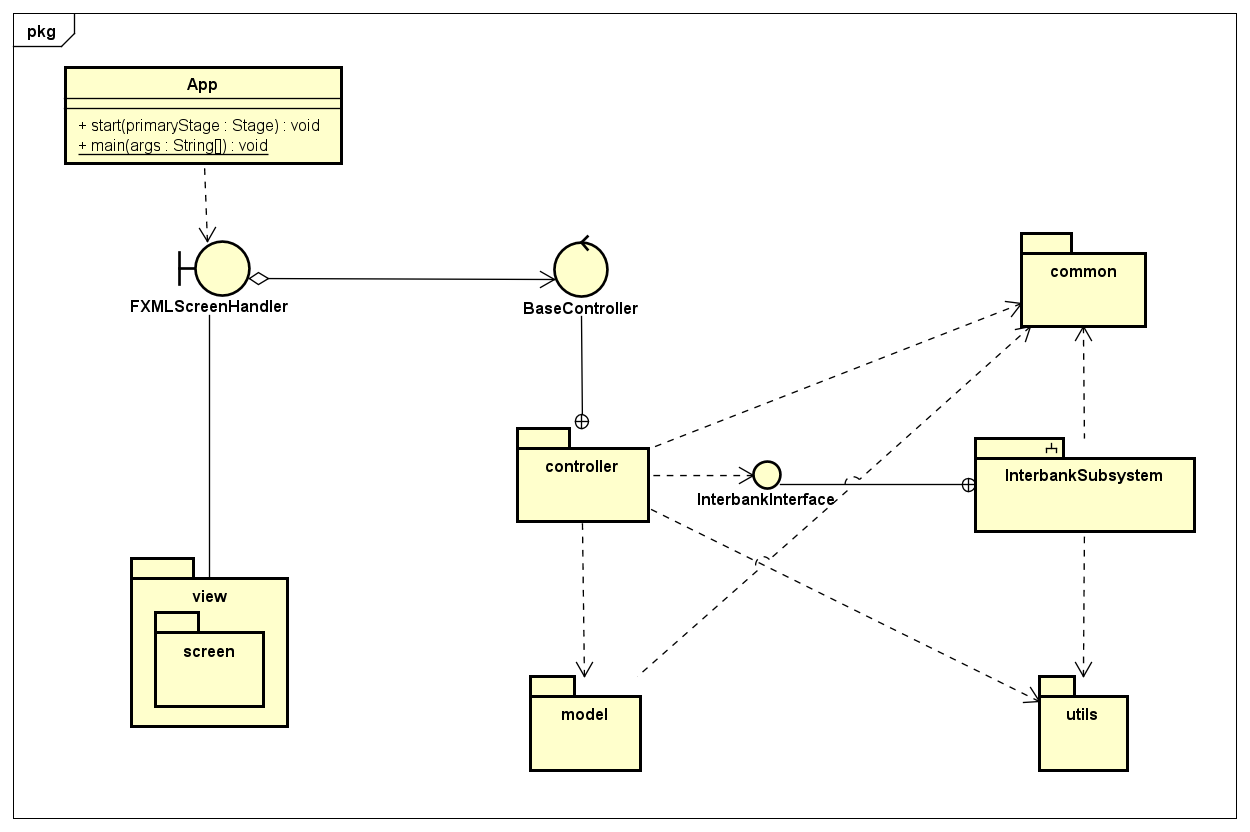 pkg
App
+ start(primaryStage : Stage) : void
+ main(args : String[]) : void
FXMLScreenHandler
BaseController
common
controller
InterbankInterface
InterbankSubsystem
view
screen
model
utils